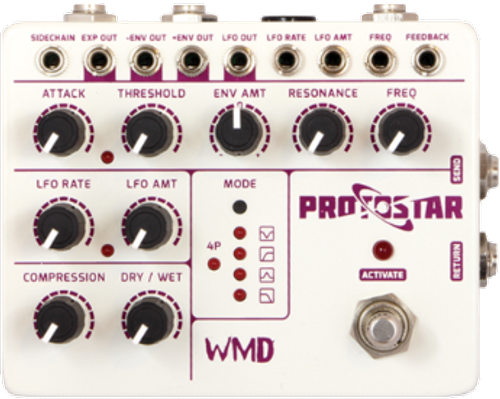 SIDECHAIN EXP OUT -ENV OUT +ENV OUT LFO OUT LFO RATE LFO AMT FREQ FEEDBACK
ATTACK THRESHOLD ENV AMT RESONANCE FREQ
SEND
LFO RATE LFO AMT MODE
PROTOSTAR
4P
RETURN
ACTIVATE
COMPRESSION DRY / WET
WMD